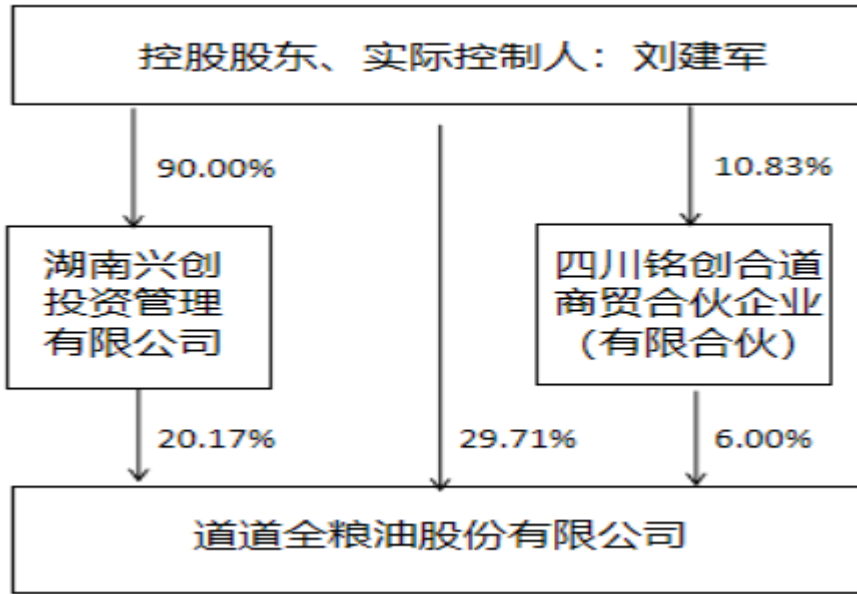 控股股东、实际控制人：刘建军
90.00%
10.83%
湖南兴创
投资管理
有限公司
四川铭创合道
商贸合伙企业
（有限合伙）
20.17%
29.71%
6.00%
道道全粮油股份有限公司